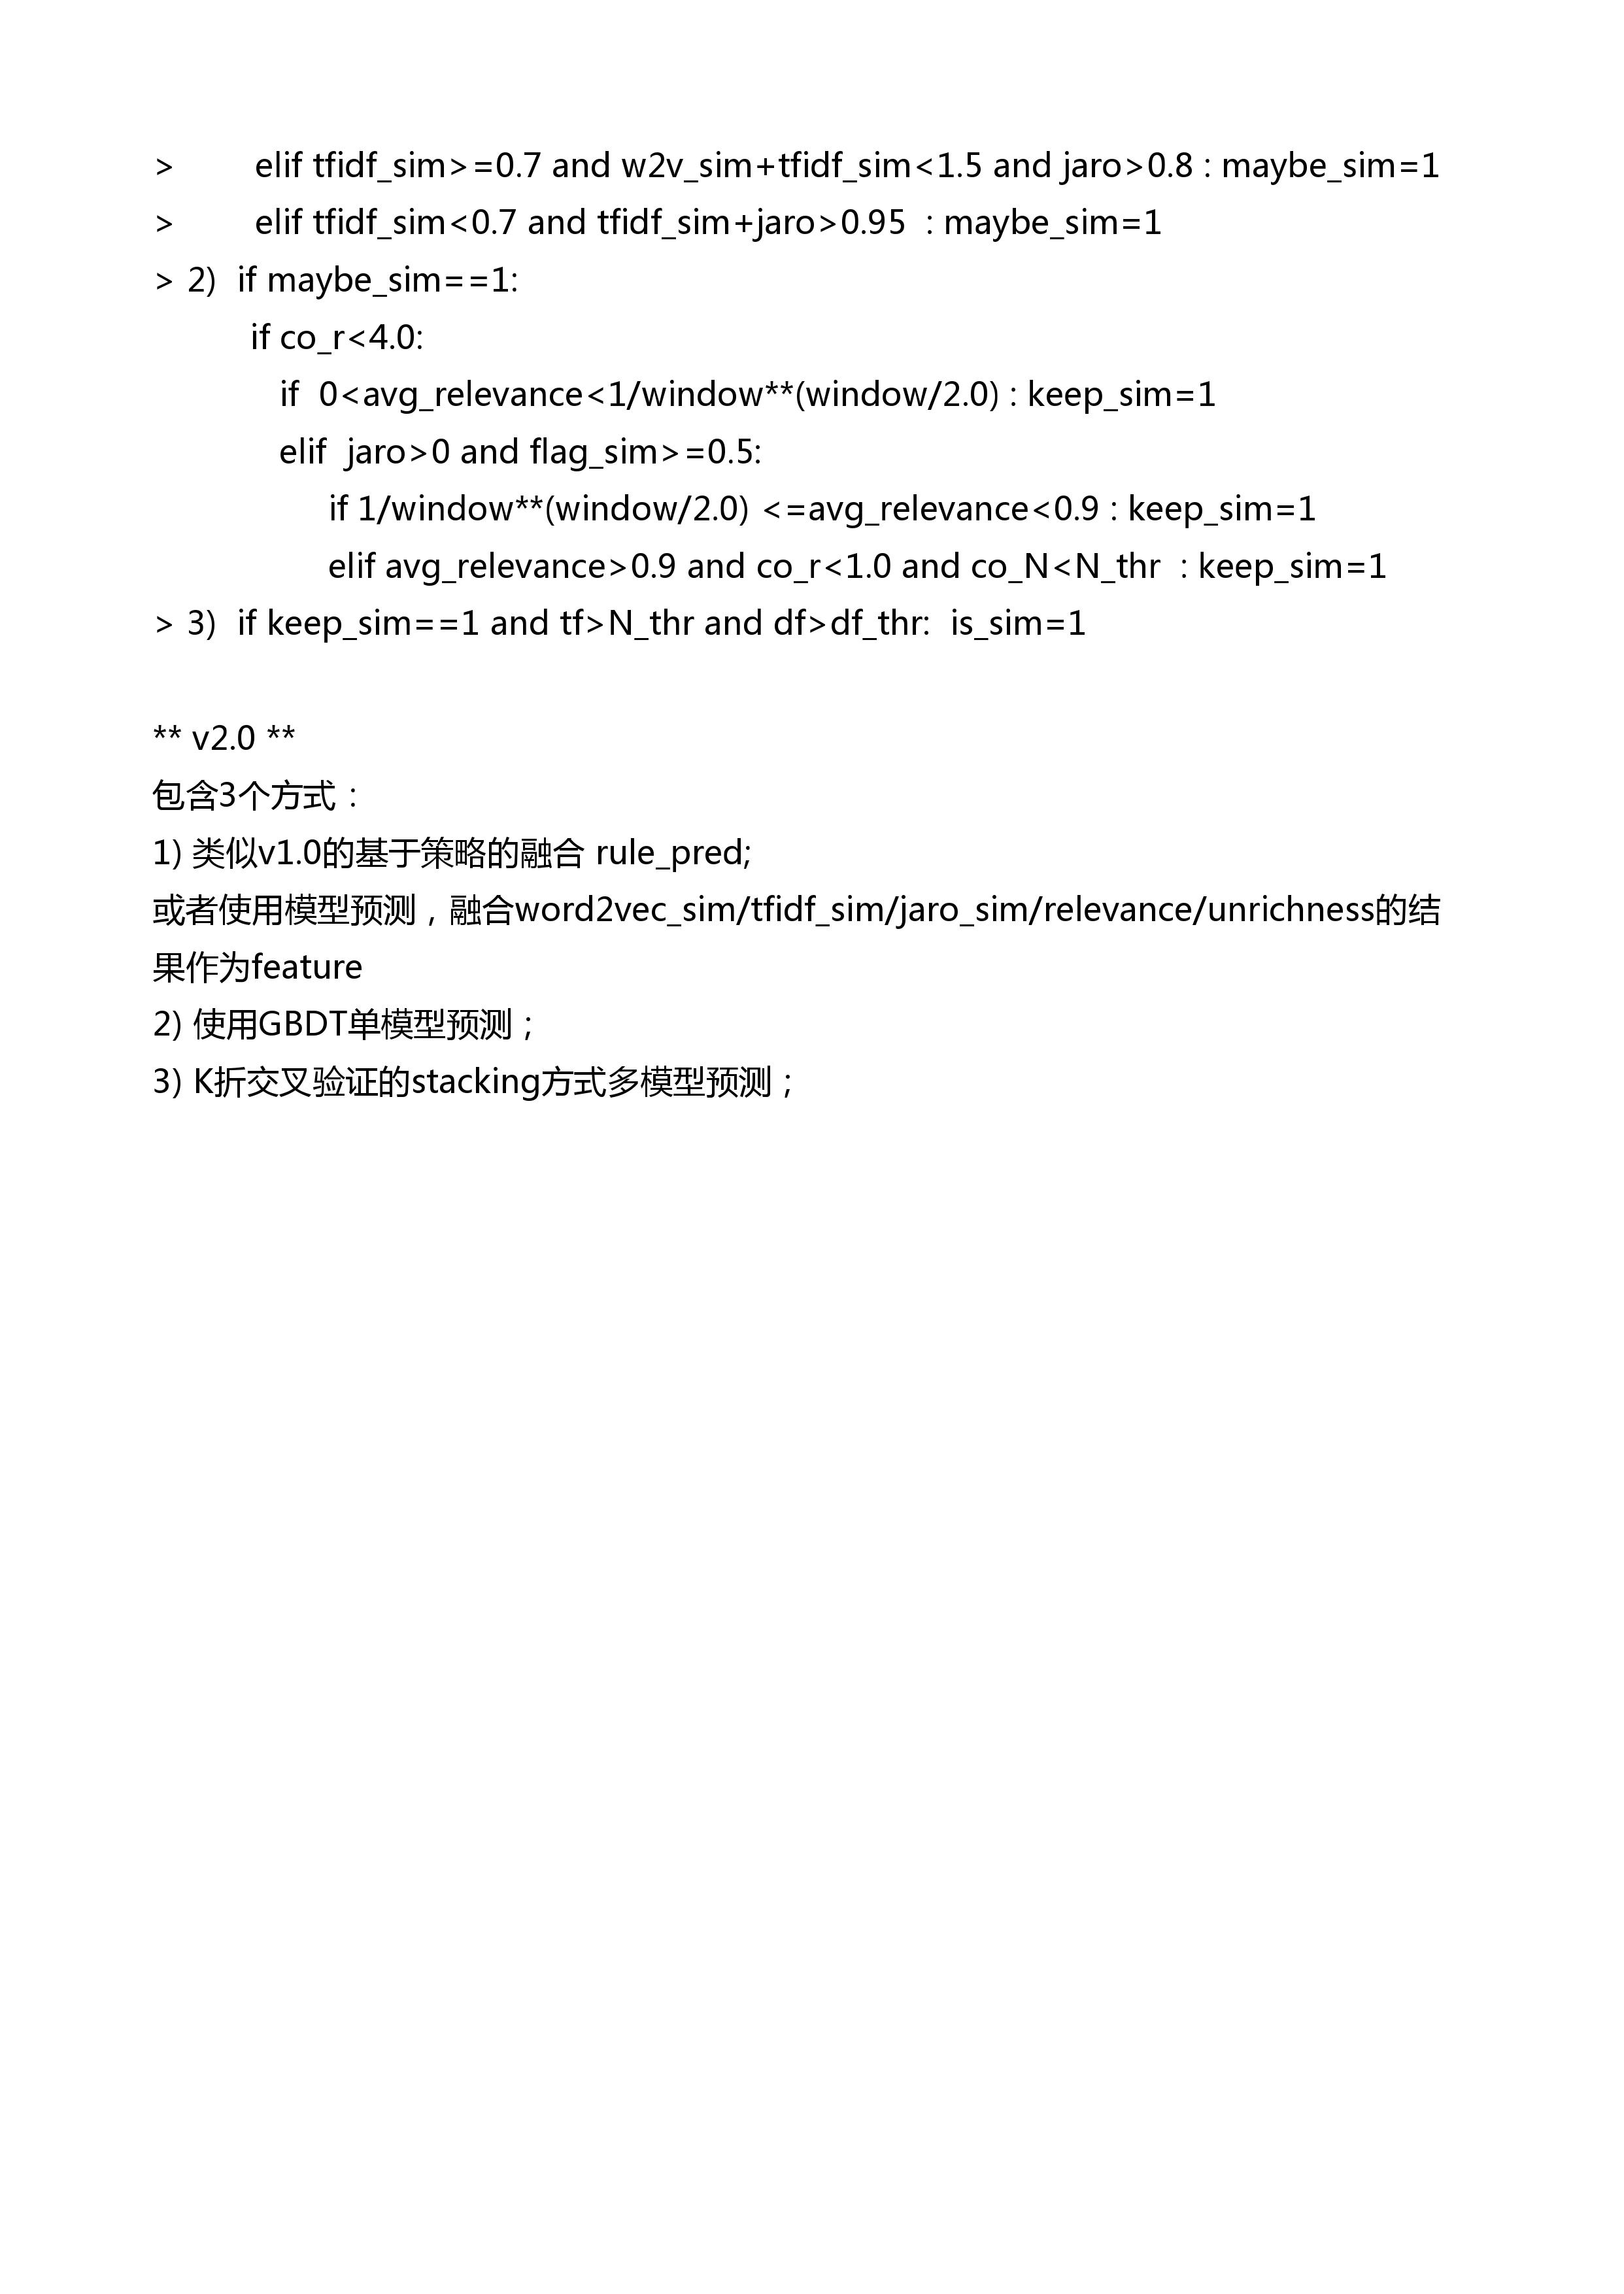 >        elif tfidf_sim>=0.7 and w2v_sim+tfidf_sim<1.5 and jaro>0.8 : maybe_sim=1
>        elif tfidf_sim<0.7 and tfidf_sim+jaro>0.95  : maybe_sim=1
> 2)  if maybe_sim==1:
          if co_r<4.0:
             if  0<avg_relevance<1/window**(window/2.0) : keep_sim=1
             elif  jaro>0 and flag_sim>=0.5:
                  if 1/window**(window/2.0) <=avg_relevance<0.9 : keep_sim=1
                  elif avg_relevance>0.9 and co_r<1.0 and co_N<N_thr  : keep_sim=1
> 3)  if keep_sim==1 and tf>N_thr and df>df_thr:  is_sim=1
** v2.0 **
包含3个方式：
1) 类似v1.0的基于策略的融合 rule_pred;
或者使用模型预测，融合word2vec_sim/tfidf_sim/jaro_sim/relevance/unrichness的结
果作为feature
2) 使用GBDT单模型预测；
3) K折交叉验证的stacking方式多模型预测；